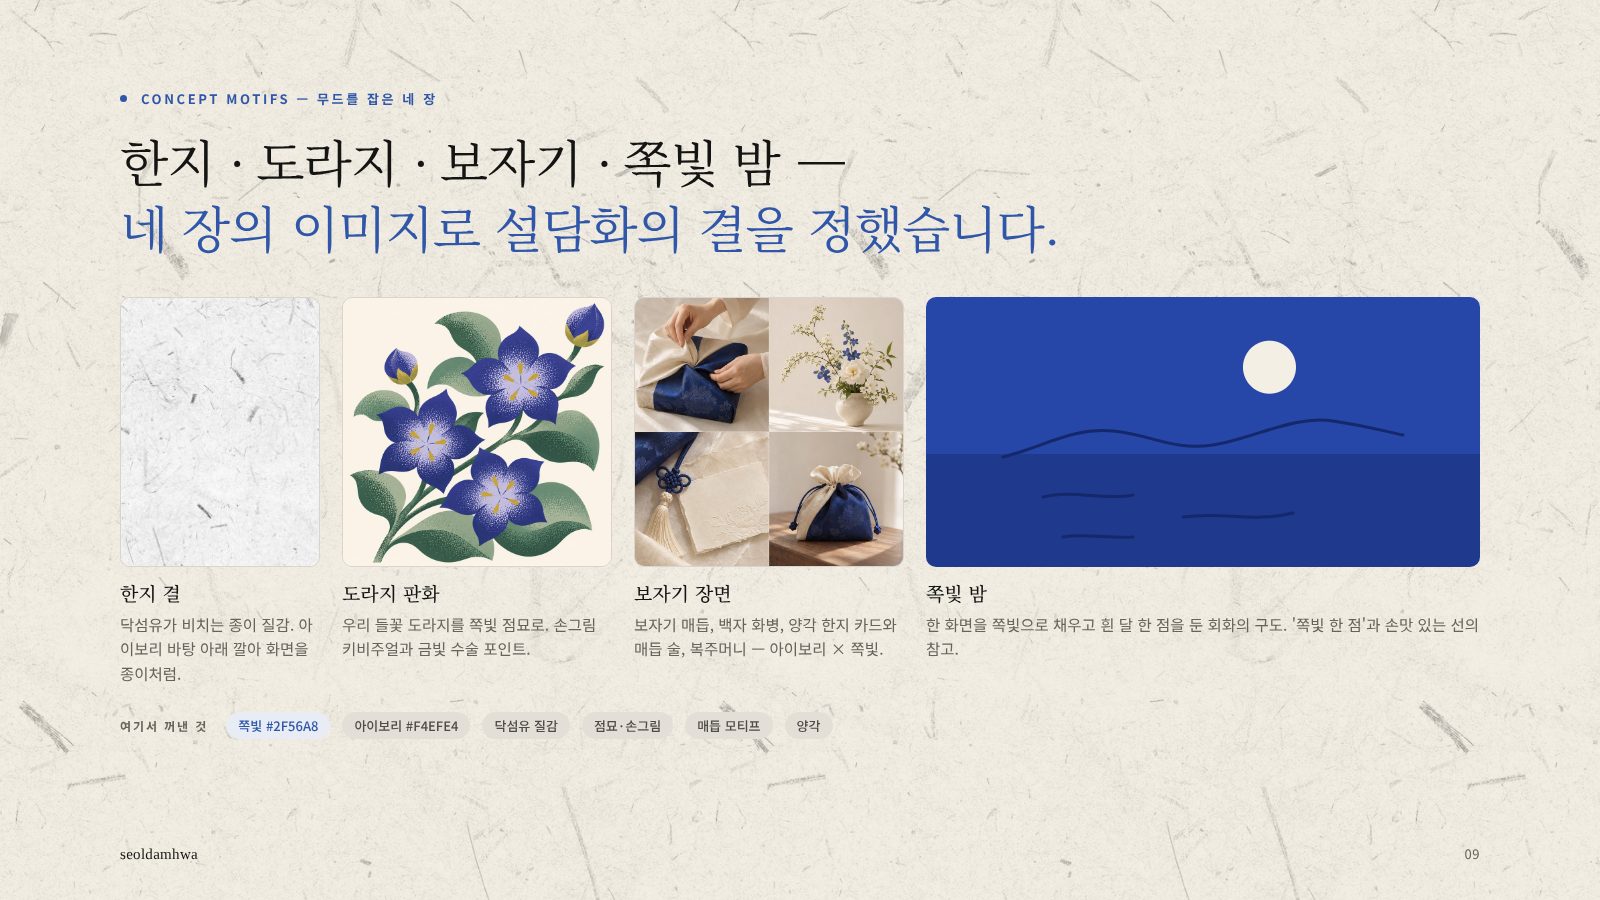 CONCEPT MOTIFS — 무드를 잡은 네 장
한지 · 도라지 · 보자기 · 쪽빛 밤 —
네 장의 이미지로 설담화의 결을 정했습니다.
한지 결
닥섬유가 비치는 종이 질감. 아
이보리 바탕 아래 깔아 화면을
종이처럼.
도라지 판화
우리 들꽃 도라지를 쪽빛 점묘로. 손그림
키비주얼과 금빛 수술 포인트.
보자기 장면
보자기 매듭, 백자 화병, 양각 한지 카드와
매듭 술, 복주머니 — 아이보리 × 쪽빛.
쪽빛 밤
한 화면을 쪽빛으로 채우고 흰 달 한 점을 둔 회화의 구도. '쪽빛 한 점'과 손맛 있는 선의
참고.
여기서 꺼낸 것
쪽빛 #2F56A8
아이보리 #F4EFE4
닥섬유 질감
점묘·손그림
매듭 모티프
양각
seoldamhwa
09